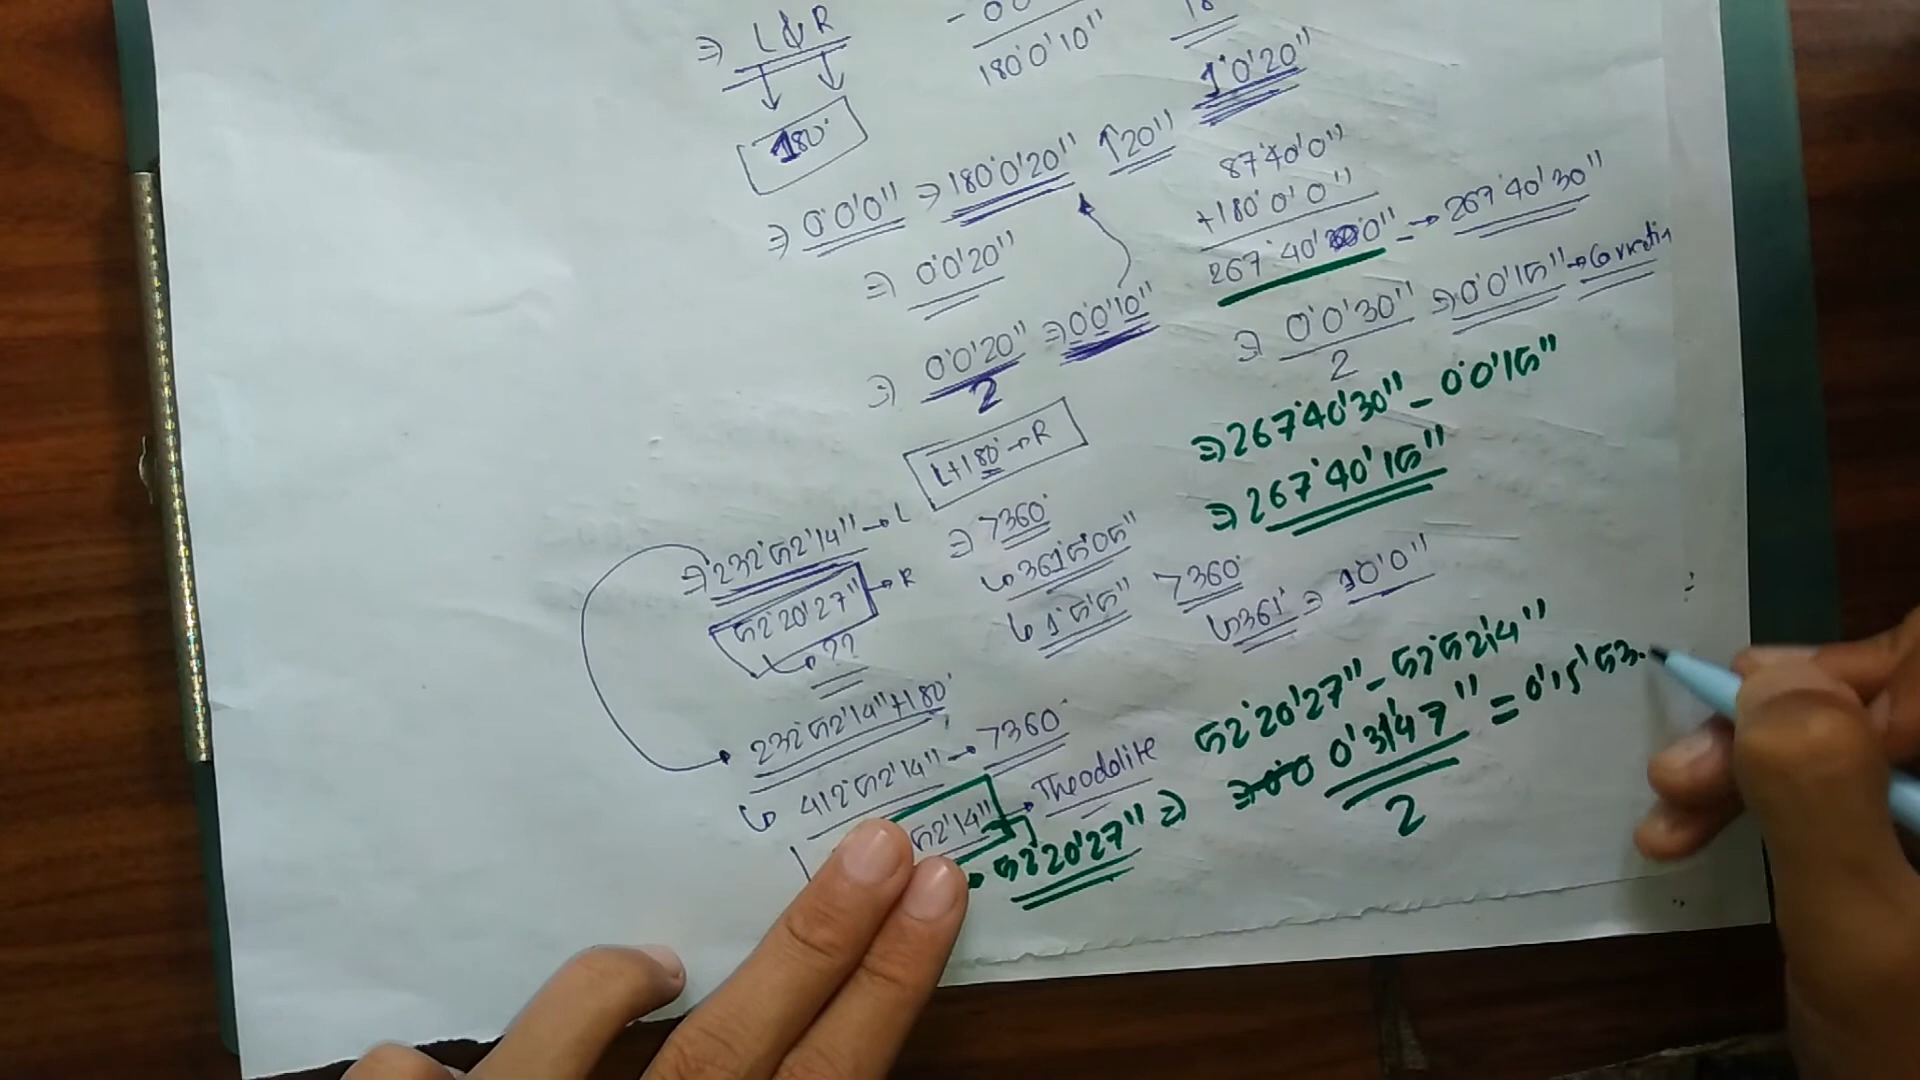 ⇒ L & R
180°
180°0'10"
1°0'20"
⇒ 0°0'0" ⇒ 180°0'20" ↑20"
⇒ 0°0'20"
⇒ 0°0'20" / 2 ⇒ 0°0'10"
87°40'0"
+180°0'0"
267°40'0" → 267°40'30"
⇒ 0°0'30" / 2 ⇒ 0°0'15" →
⇒ 267°40'30" - 0°0'15"
⇒ 267°40'15"
L+180 → R
⇒ 232°52'14" → L
52°20'27" → R
??
⇒ >360°
↳ 361°5'05"
↳ 1°5'5"
>360°
↳ 361° ⇒ 1°0'0"
232°52'14"+180°
↳ 412°52'14" → >360°
52'14" → Theodolite
52°20'27" ⇒
52°20'27" - 52°52'14"
⇒ 0°31'47" / 2 = 0°15'53.